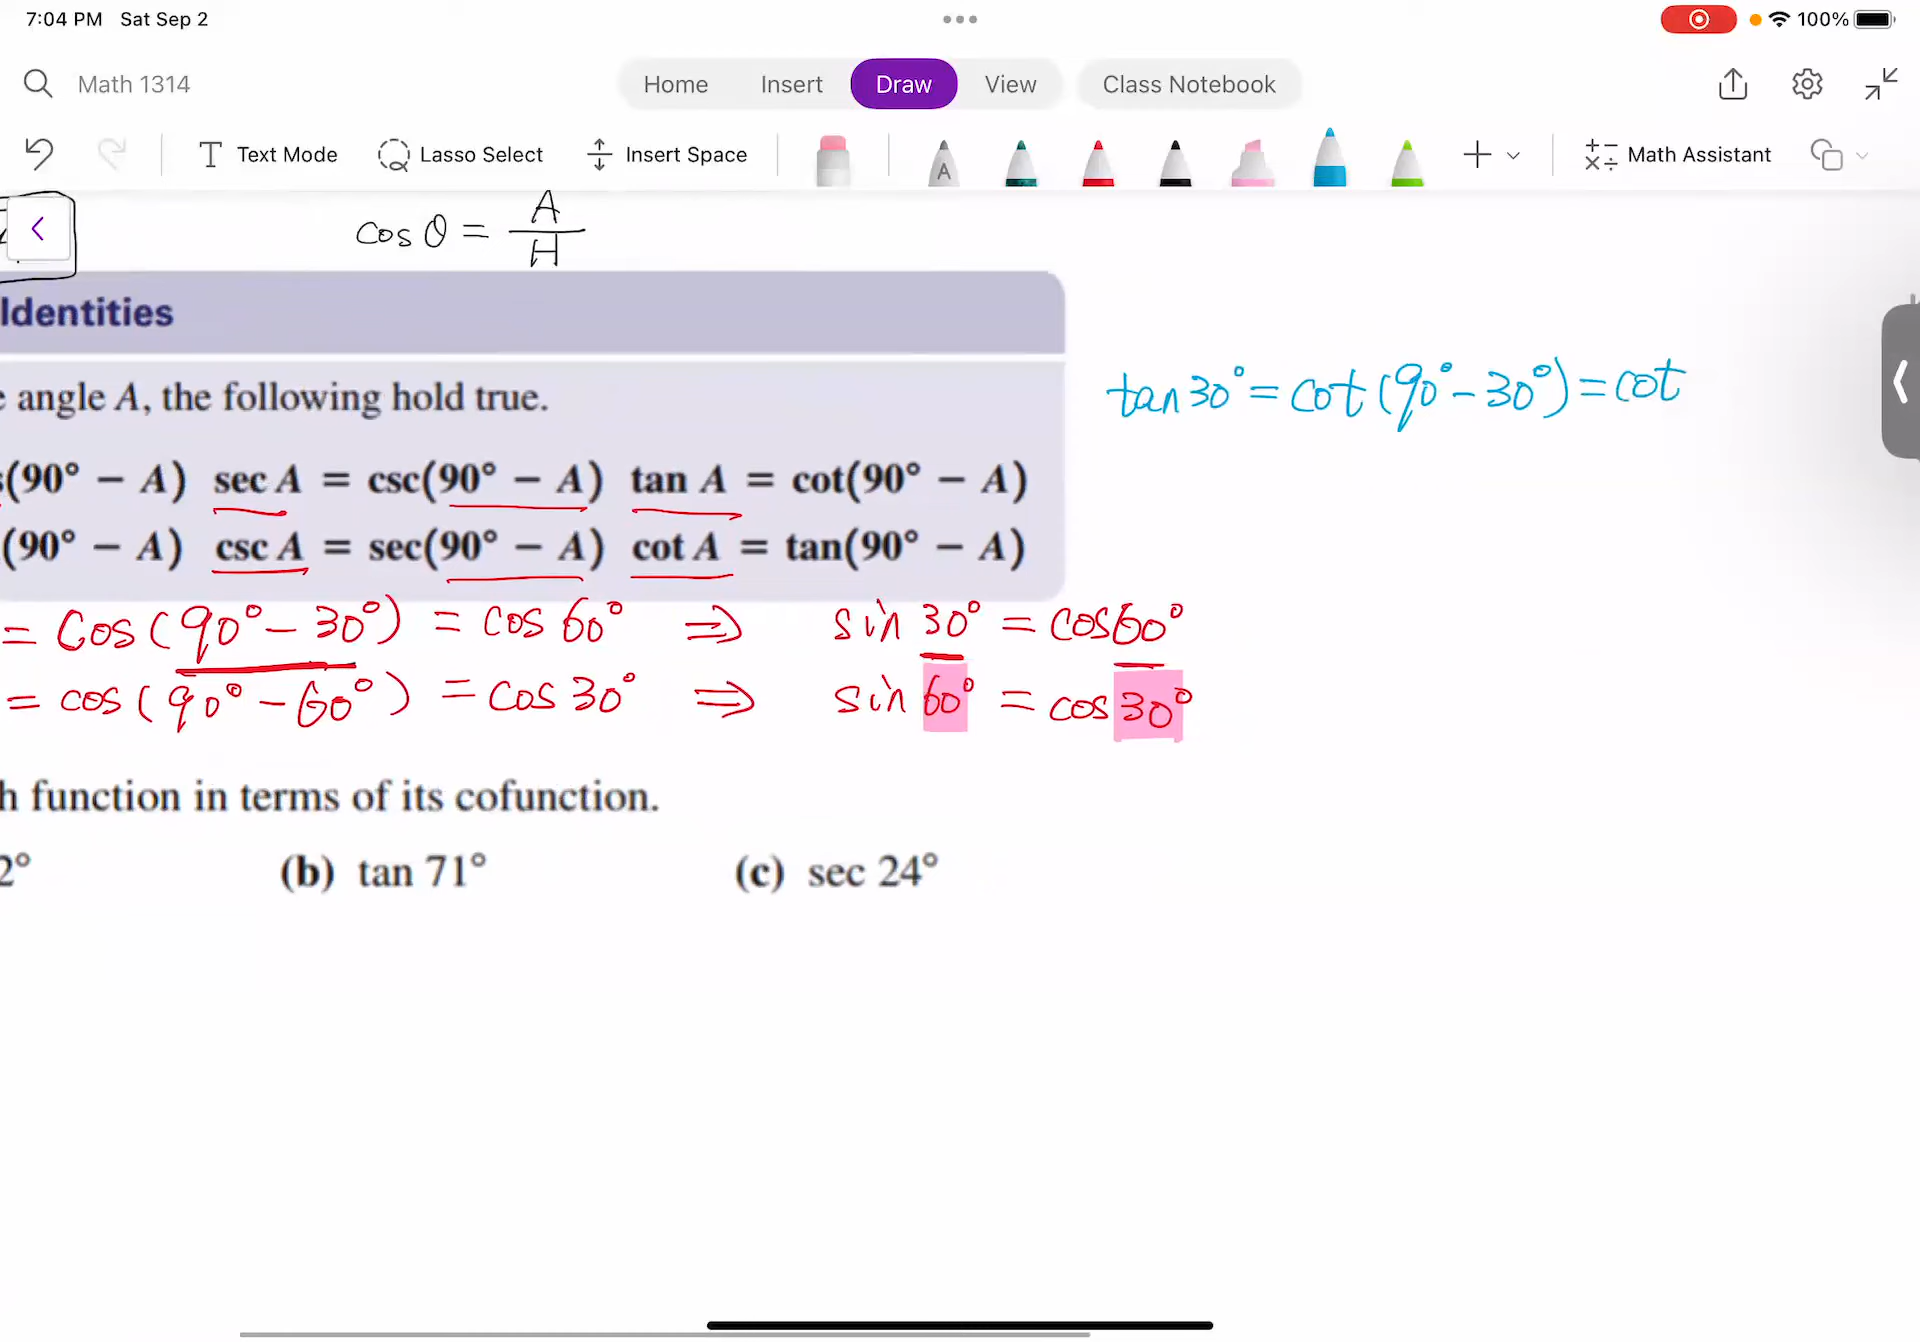 7:04 PM Sat Sep 2
100%
Math 1314
Home Insert Draw View Class Notebook
Text Mode Lasso Select Insert Space Math Assistant
A
cos θ = A/H
Identities
angle A, the following hold true.
tan 30° = cot (90° - 30°) = cot
(90° − A) sec A = csc(90° − A) tan A = cot(90° − A)
(90° − A) csc A = sec(90° − A) cot A = tan(90° − A)
= cos (90° - 30°) = cos 60° ⇒ sin 30° = cos 60°
= cos (90° - 60°) = cos 30° ⇒ sin 60° = cos 30°
h function in terms of its cofunction.
2° (b) tan 71° (c) sec 24°